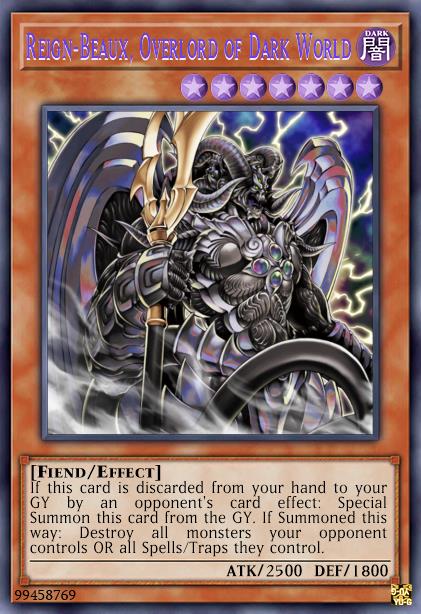 Reign-Beaux, Overlord of Dark World
DARK
闇
[Fiend/Effect]
If this card is discarded from your hand to your
GY by an opponent's card effect: Special
Summon this card from the GY. If Summoned this
way: Destroy all monsters your opponent
controls OR all Spells/Traps they control.
ATK/2500 DEF/1800
99458769